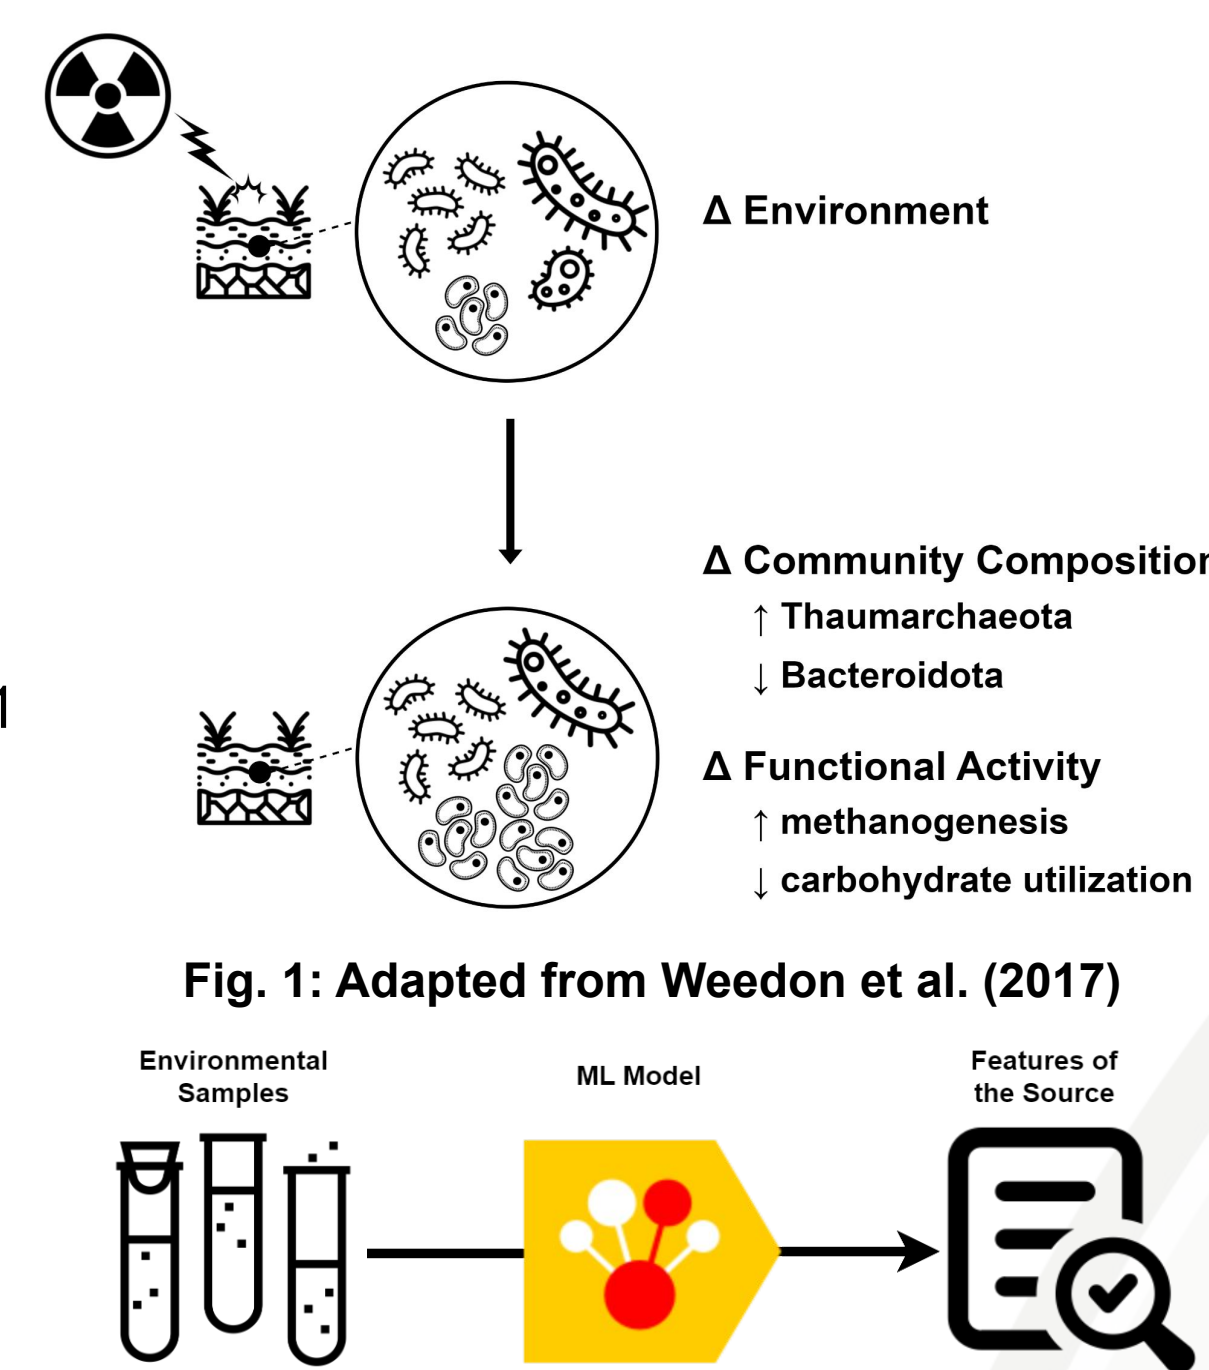 Δ Environment
Δ Community Composition
↑ Thaumarchaeota
↓ Bacteroidota
Δ Functional Activity
↑ methanogenesis
↓ carbohydrate utilization
Fig. 1: Adapted from Weedon et al. (2017)
Environmental
Samples
ML Model
Features of
the Source